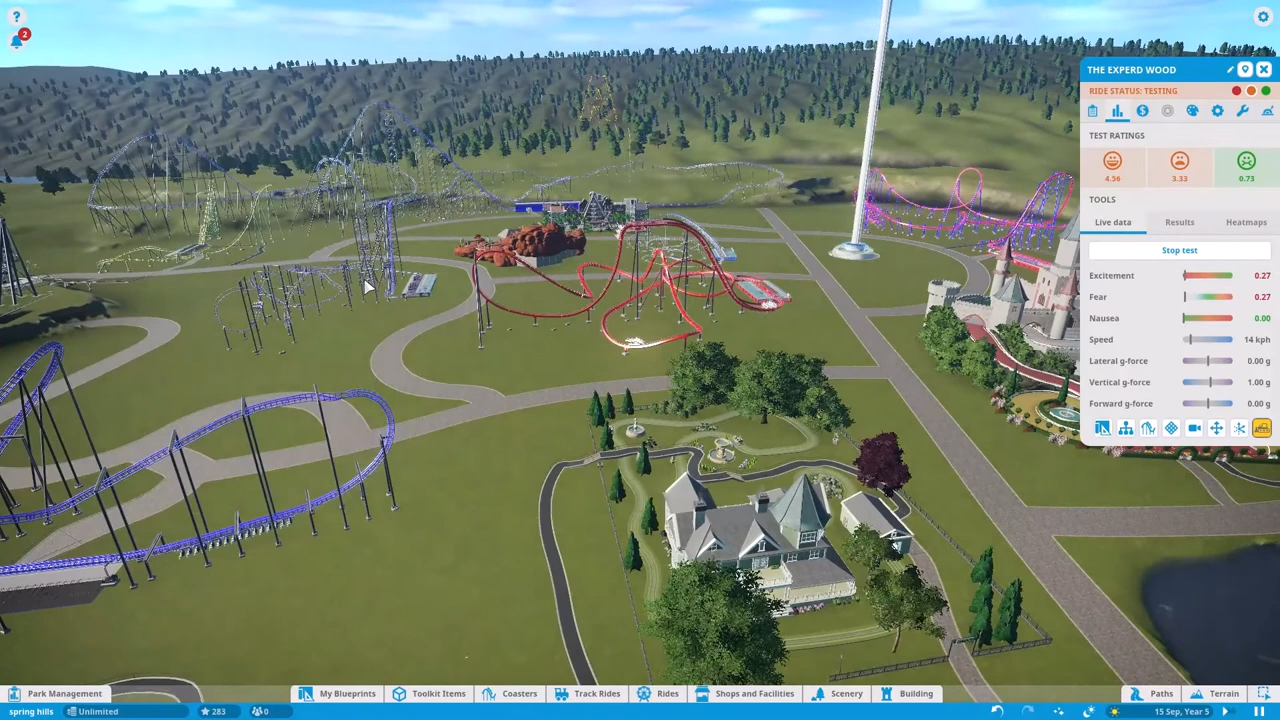 ?
2
THE EXPERD WOOD
RIDE STATUS: TESTING
TEST RATINGS
4.56 3.33 0.73
TOOLS
Live data Results Heatmaps
Stop test
Excitement 0.27
Fear 0.27
Nausea 0.00
Speed 14 kph
Lateral g-force 0.00 g
Vertical g-force 1.00 g
Forward g-force 0.00 g
Park Management My Blueprints Toolkit Items Coasters Track Rides Rides Shops and Facilities Scenery Building Paths Terrain
spring hills Unlimited 283 0 15 Sep, Year 5